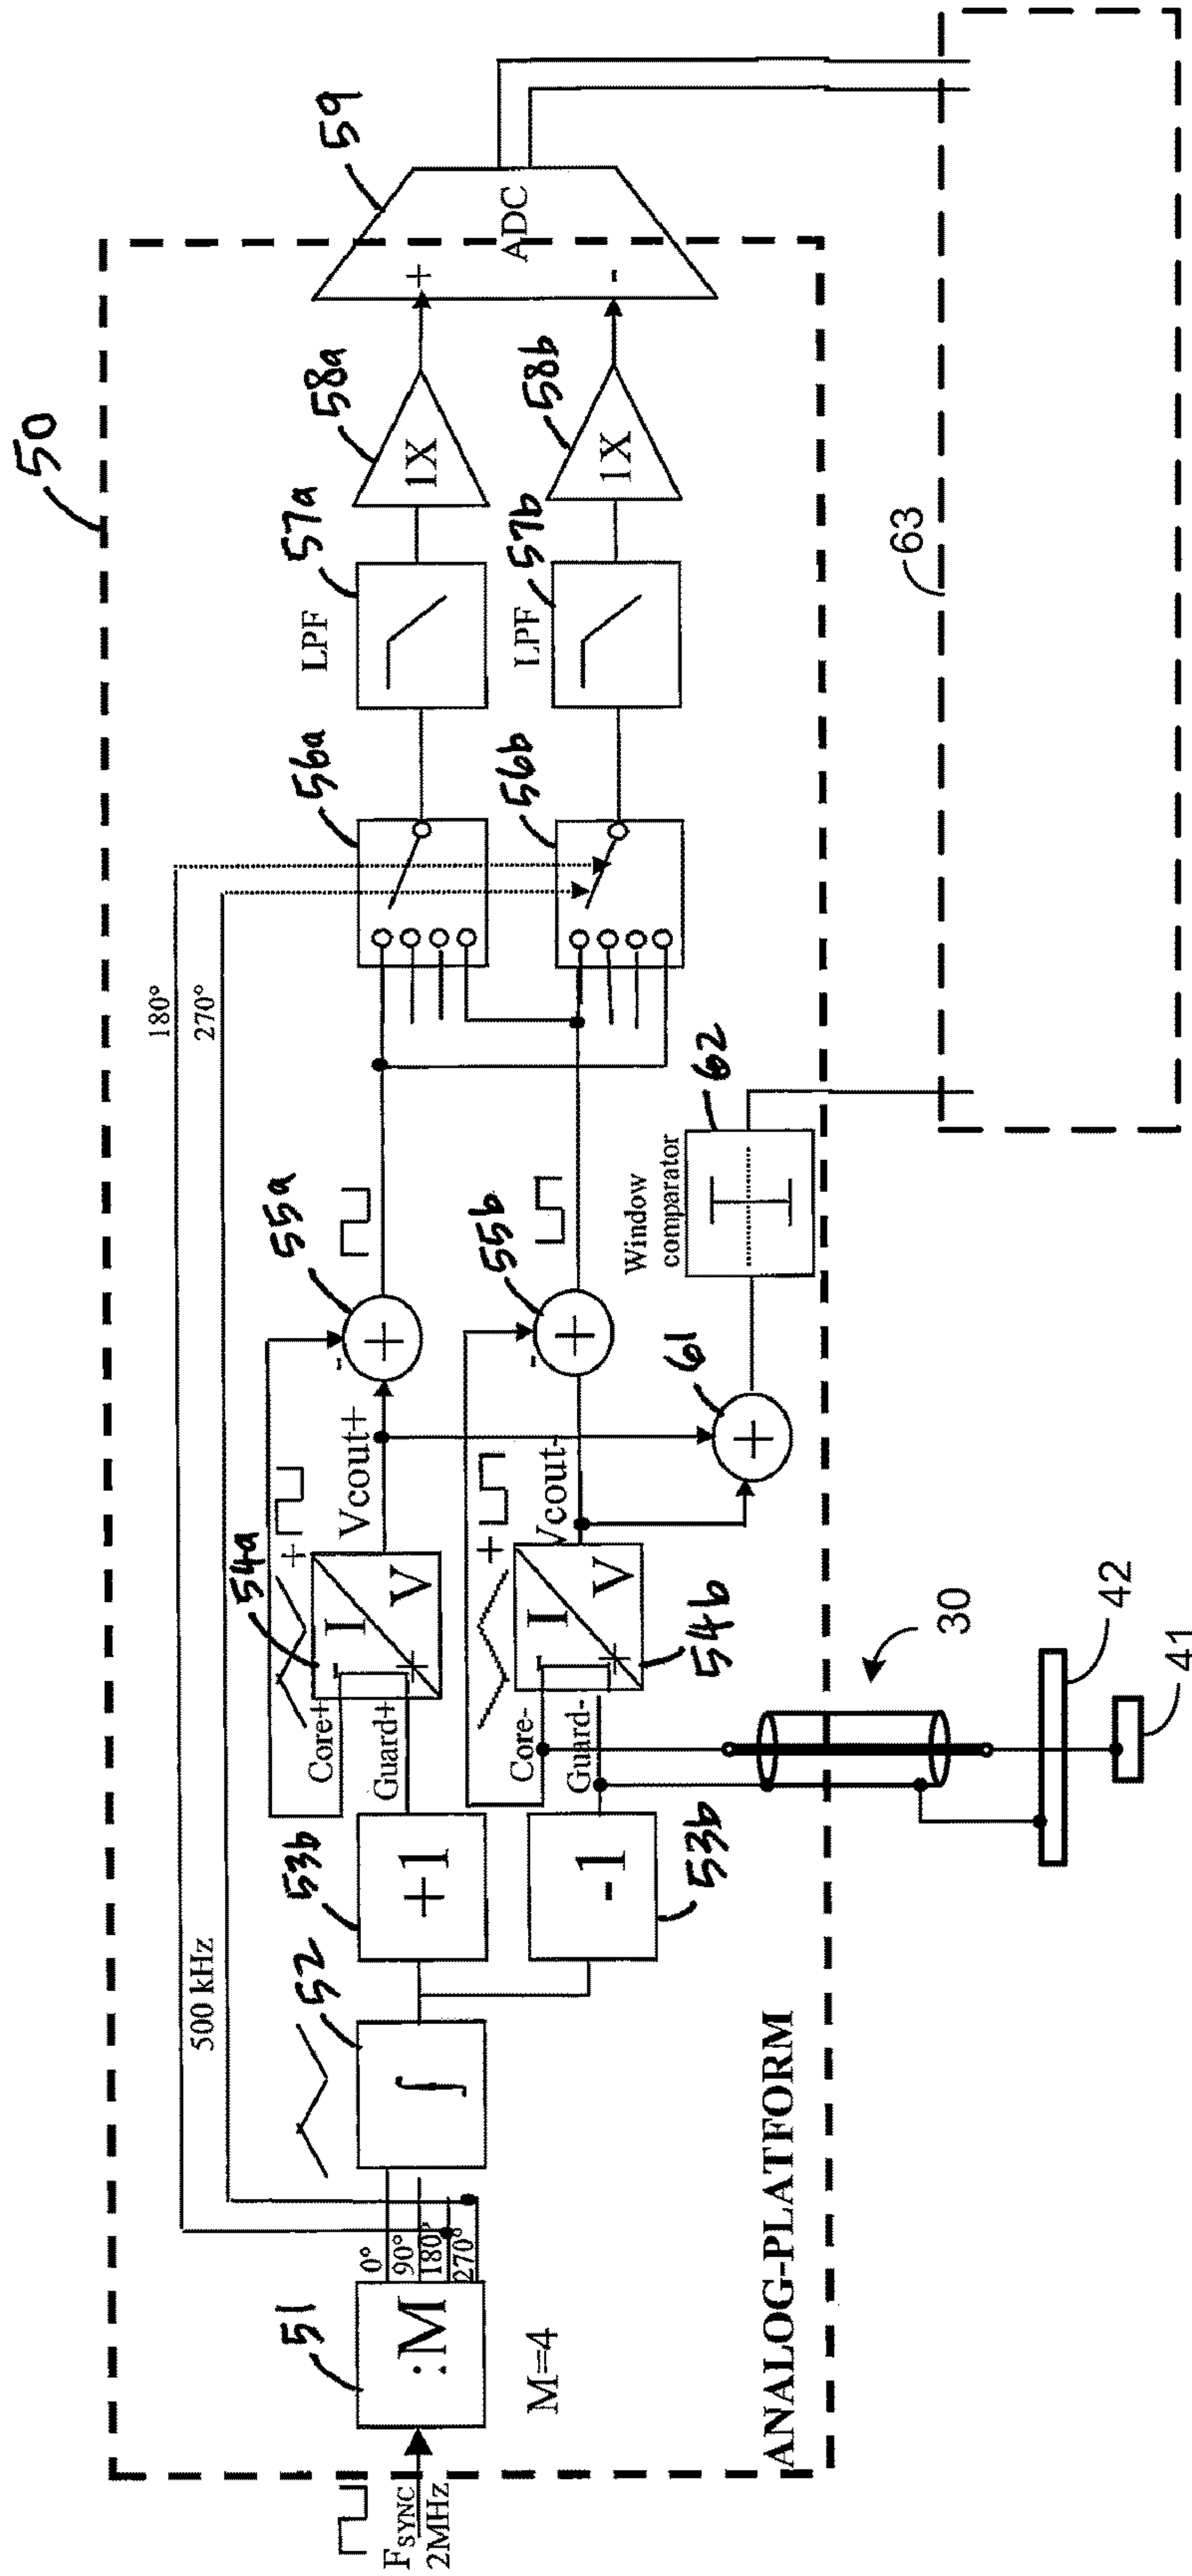 50
59
180°
270°
500 kHz
51
52
53b
54a
55a
56a
57a
58a
LPF
F_SYNC
2MHz
:M
M=4
0°
90°
180°
270°
∫
+1
Core+
Guard+
-
+
I
V
+
Vcout+
-
+
1X
+
ADC
-1
53b
Core-
Guard-
-
+
I
V
54b
+
Vcout-
-
+
55b
56b
LPF
57b
1X
58b
-
61
+
Window
comparator
62
63
ANALOG-PLATFORM
30
42
41